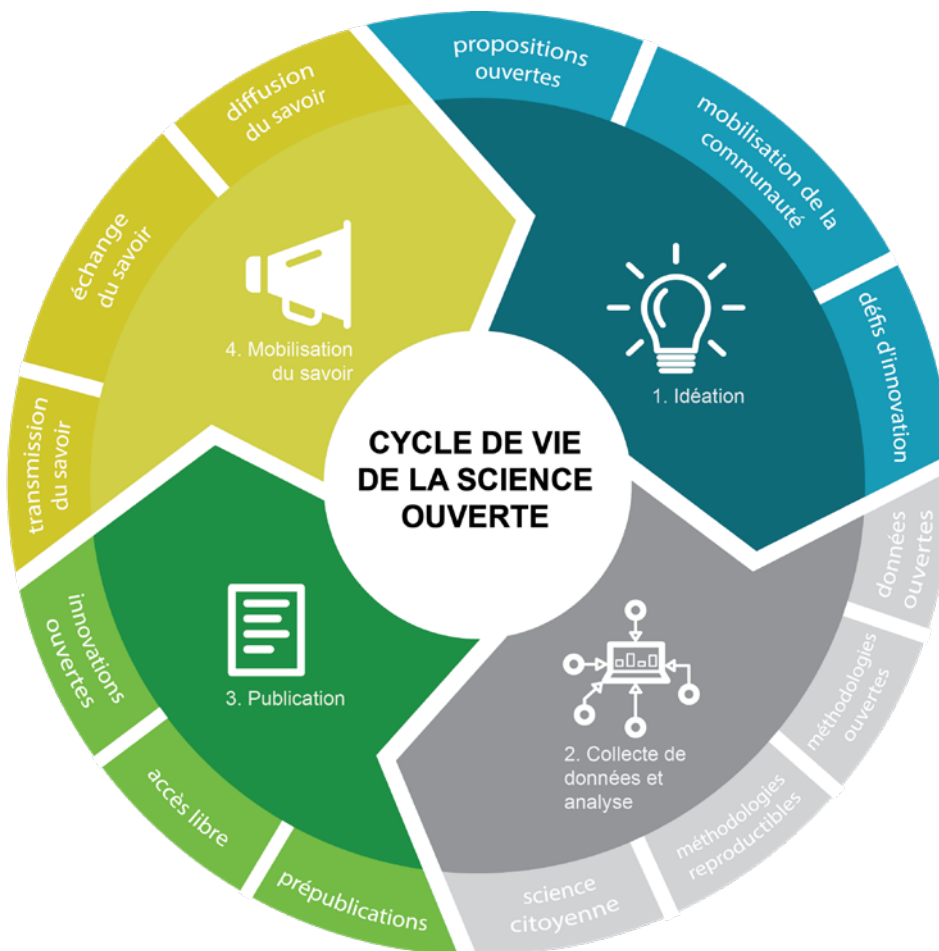 CYCLE DE VIE
DE LA SCIENCE
OUVERTE
1. Idéation
propositions
ouvertes
mobilisation de la
communauté
défis d'innovation
2. Collecte de
données et
analyse
données
ouvertes
méthodologies
ouvertes
méthodologies
reproductibles
science
citoyenne
3. Publication
prépublications
accès libre
innovations
ouvertes
4. Mobilisation
du savoir
transmission
du savoir
échange
du savoir
diffusion
du savoir